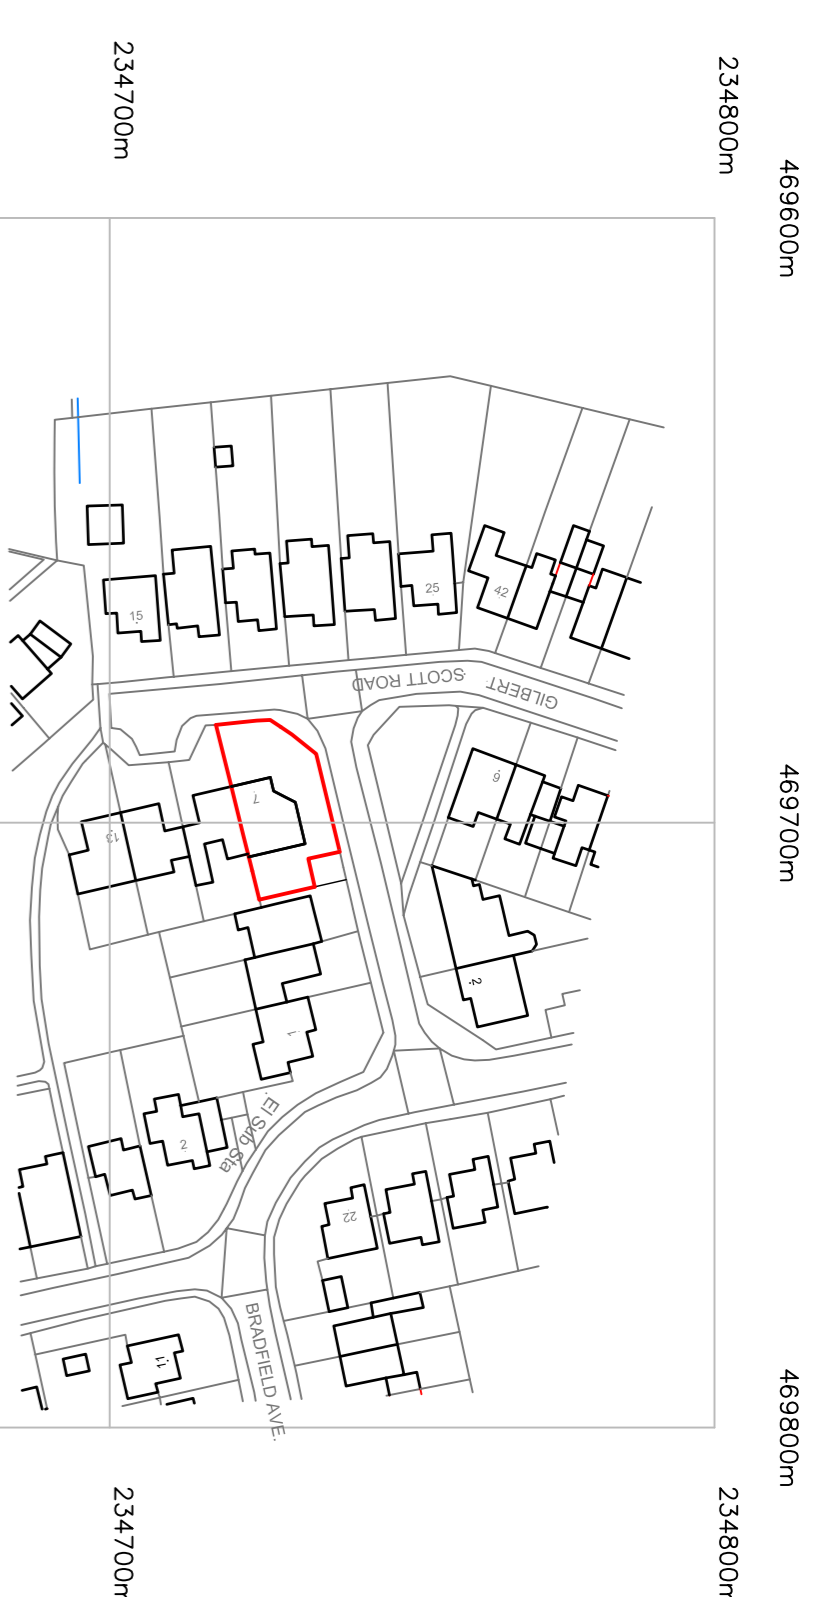 234700m
234800m
469600m
15
25
42
GILBERT SCOTT ROAD
9
7
13
469700m
2
1
El Sub Sta
2
22
BRADFIELD AVE.
11
469800m
234700m
234800m